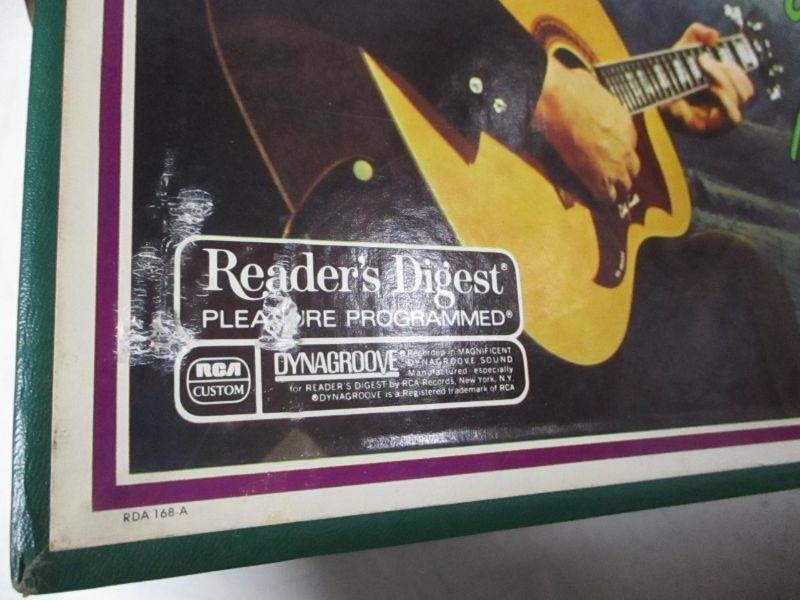 Reader's Digest®
PLEASURE PROGRAMMED®
RCA
CUSTOM
DYNAGROOVE
®Recorded in MAGNIFICENT
DYNAGROOVE SOUND
Manufactured especially
for READER'S DIGEST by RCA Records, New York, N.Y.
®DYNAGROOVE is a Registered trademark of RCA
RDA 168-A